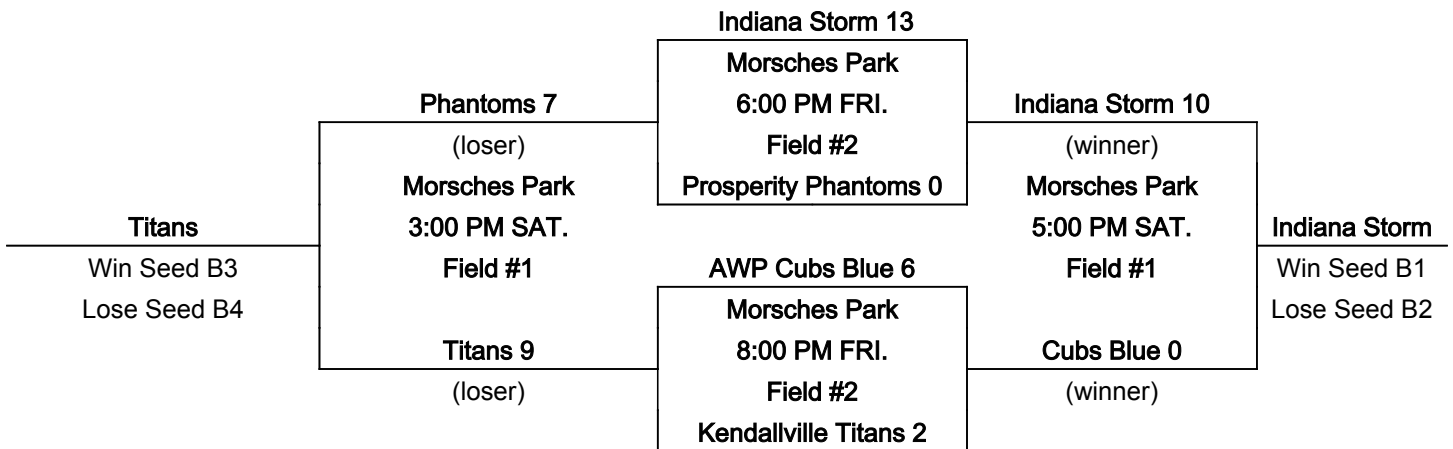 Indiana Storm 13
Morsches Park
Phantoms 7
6:00 PM FRI.
Indiana Storm 10
(loser)
Field #2
(winner)
Morsches Park
Prosperity Phantoms 0
Morsches Park
Titans
3:00 PM SAT.
5:00 PM SAT.
Indiana Storm
Win Seed B3
Field #1
AWP Cubs Blue 6
Field #1
Win Seed B1
Lose Seed B4
Morsches Park
Lose Seed B2
Titans 9
8:00 PM FRI.
Cubs Blue 0
(loser)
Field #2
(winner)
Kendallville Titans 2